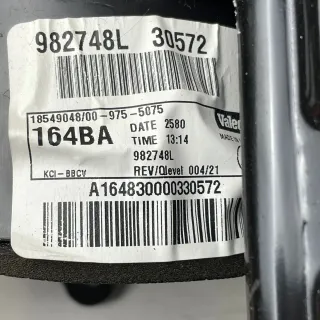 982748L 30572
18549048/00-975-5075
164BA DATE 2580
TIME 13:14
982748L
KCI-BBCV REV/Qlevel 004/21
A164830000330572